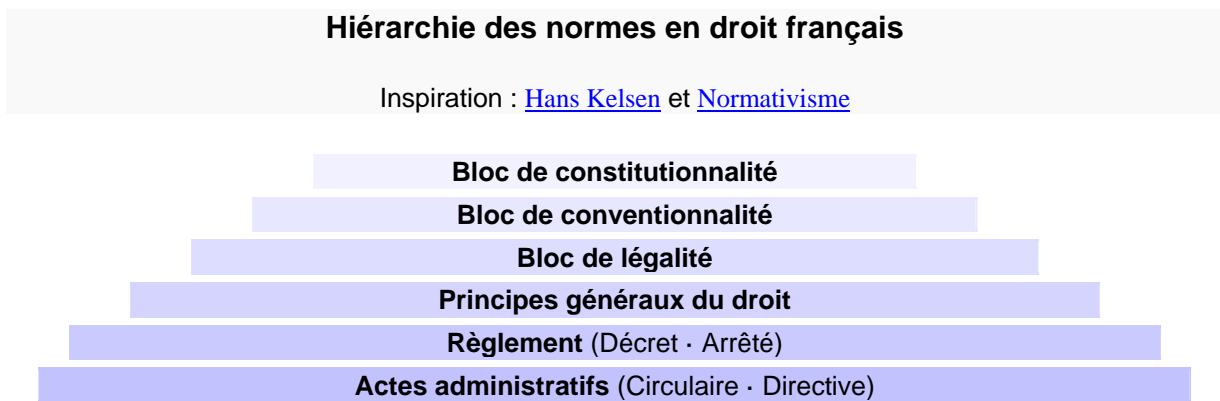 Hiérarchie des normes en droit français
Inspiration : Hans Kelsen et Normativisme
Bloc de constitutionnalité
Bloc de conventionnalité
Bloc de légalité
Principes généraux du droit
Règlement (Décret · Arrêté)
Actes administratifs (Circulaire · Directive)